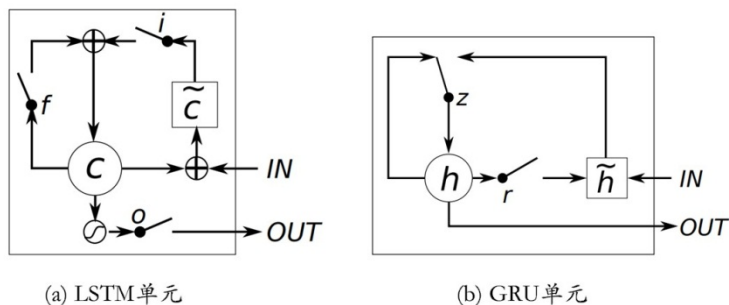 i
f
c̃
z
c
IN
h
r
h̃
IN
o
OUT
OUT
(a) LSTM单元
(b) GRU单元